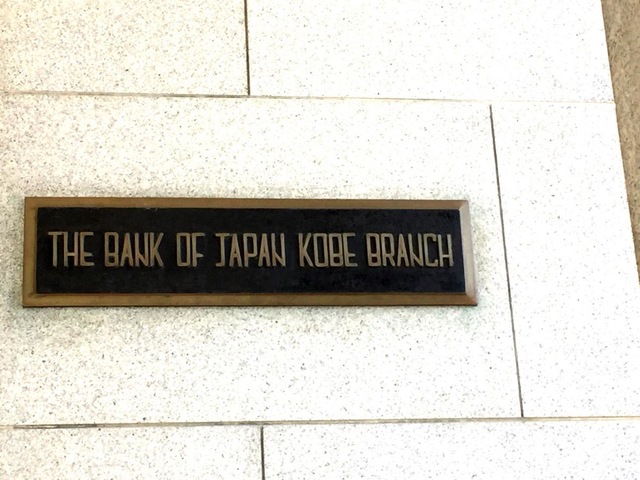 THE BANK OF JAPAN KOBE BRANCH